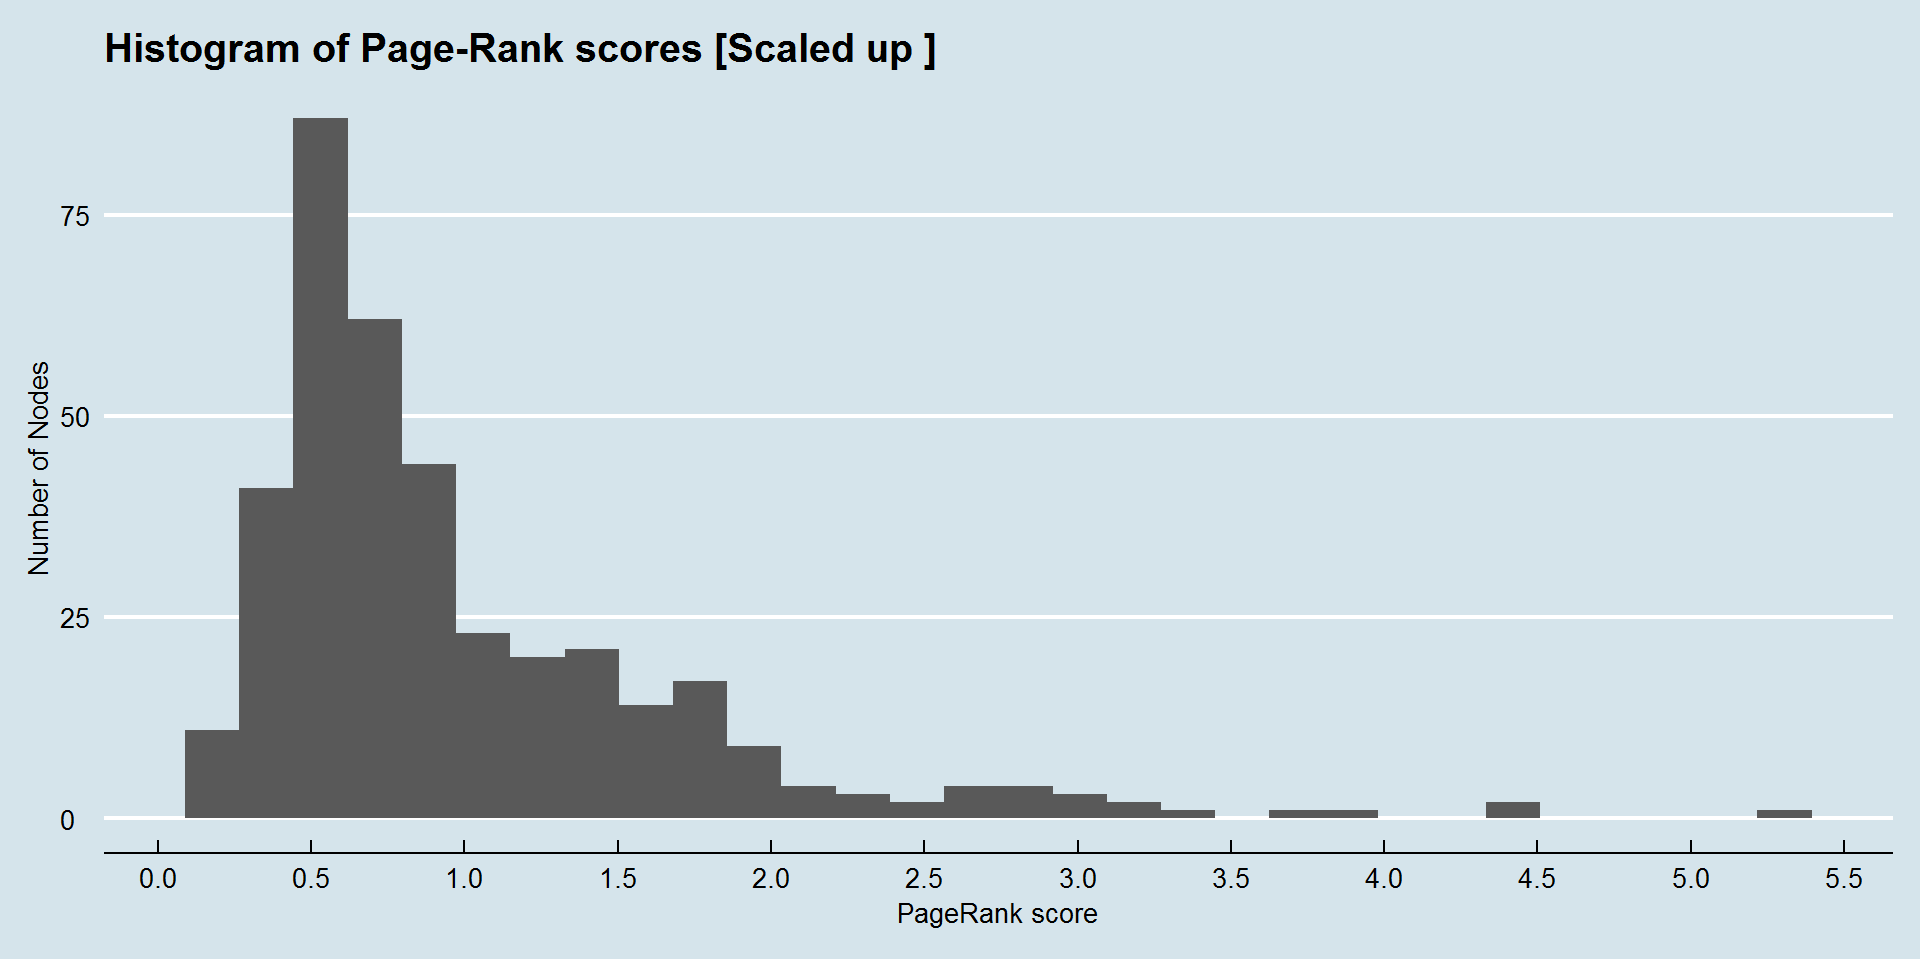 Histogram of Page-Rank scores [Scaled up ]
Number of Nodes
75
50
25
0
0.0 0.5 1.0 1.5 2.0 2.5 3.0 3.5 4.0 4.5 5.0 5.5
PageRank score